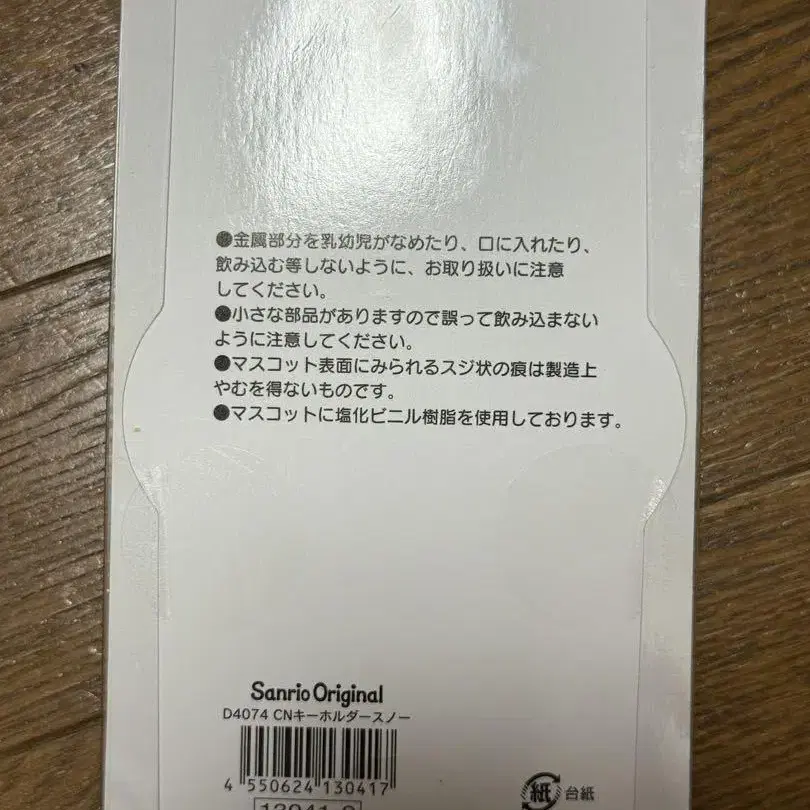 ●金属部分を乳幼児がなめたり、口に入れたり、
飲み込む等しないように、お取り扱いに注意
してください。
●小さな部品がありますので誤って飲み込まない
ように注意してください。
●マスコット表面にみられるスジ状の痕は製造上
やむを得ないものです。
●マスコットに塩化ビニル樹脂を使用しております。
Sanrio Original
D4074 CNキーホルダースノー
4 550624 130417
紙 台紙